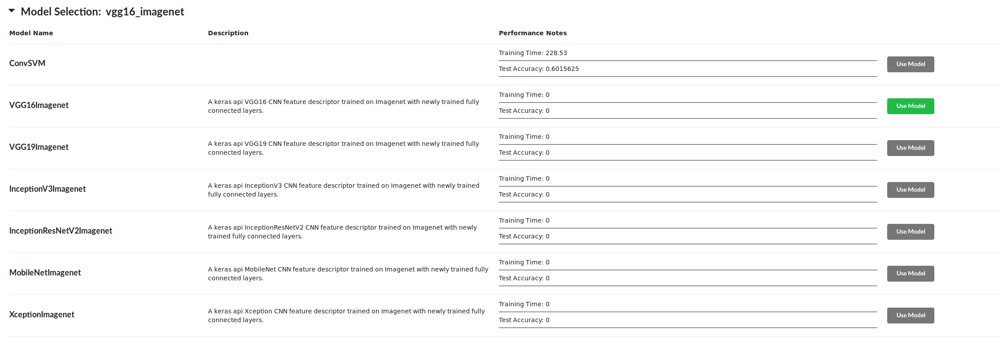 Model Selection: vgg16_imagenet
Model Name Description Performance Notes
ConvSVM
Training Time: 228.53
Test Accuracy: 0.6015625
Use Model
VGG16Imagenet
A keras api VGG16 CNN feature descriptor trained on Imagenet with newly trained fully
connected layers.
Training Time: 0
Test Accuracy: 0
Use Model
VGG19Imagenet
A keras api VGG19 CNN feature descriptor trained on Imagenet with newly trained fully
connected layers.
Training Time: 0
Test Accuracy: 0
Use Model
InceptionV3Imagenet
A keras api InceptionV3 CNN feature descriptor trained on Imagenet with newly trained
fully connected layers.
Training Time: 0
Test Accuracy: 0
Use Model
InceptionResNetV2Imagenet
A keras api InceptionResNetV2 CNN feature descriptor trained on Imagenet with newly
trained fully connected layers.
Training Time: 0
Test Accuracy: 0
Use Model
MobileNetImagenet
A keras api MobileNet CNN feature descriptor trained on Imagenet with newly trained fully
connected layers.
Training Time: 0
Test Accuracy: 0
Use Model
XceptionImagenet
A keras api Xception CNN feature descriptor trained on Imagenet with newly trained fully
connected layers.
Training Time: 0
Test Accuracy: 0
Use Model